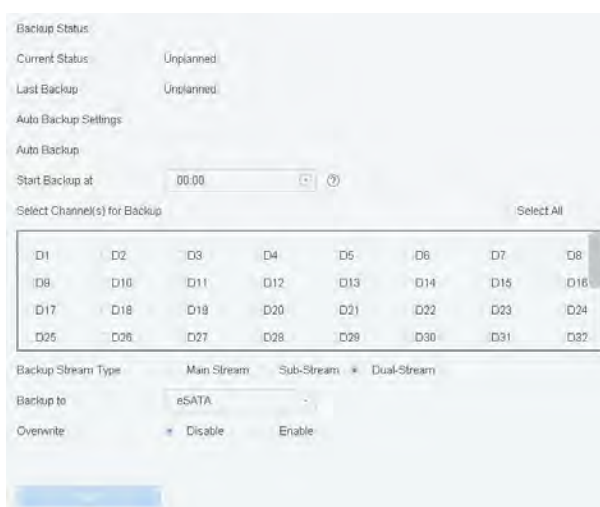 Backup Status
Current Status Unplanned
Last Backup Unplanned
Auto Backup Settings
Auto Backup
Start Backup at 00:00
Select Channel(s) for Backup Select All
D1 D2 D3 D4 D5 D6 D7 D8
D9 D10 D11 D12 D13 D14 D15 D16
D17 D18 D19 D20 D21 D22 D23 D24
D25 D26 D27 D28 D29 D30 D31 D32
Backup Stream Type Main Stream Sub-Stream Dual-Stream
Backup to eSATA
Overwrite Disable Enable